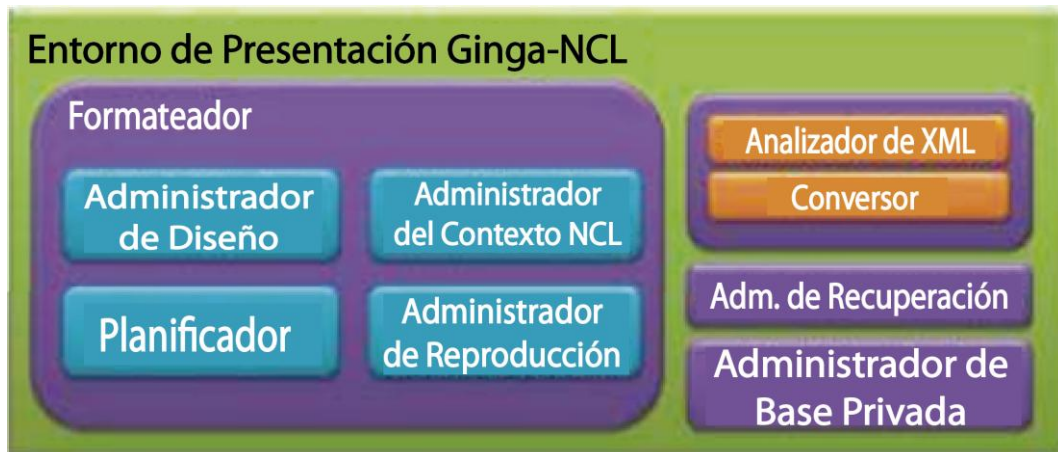 Entorno de Presentación Ginga-NCL
Formateador
Administrador
de Diseño
Administrador
del Contexto NCL
Planificador
Administrador
de Reproducción
Analizador de XML
Conversor
Adm. de Recuperación
Administrador de
Base Privada